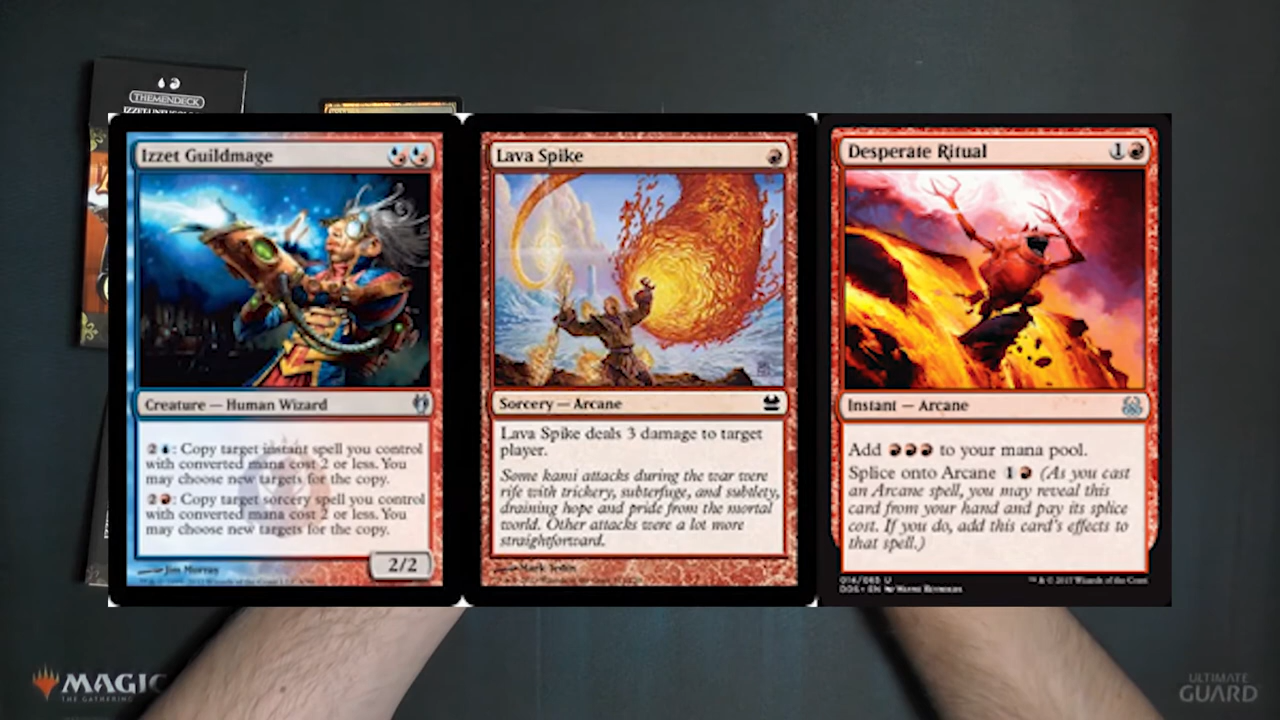 THEMENDECK
Izzet Guildmage
Creature — Human Wizard
2: Copy target instant spell you control
with converted mana cost 2 or less. You
may choose new targets for the copy.
2: Copy target sorcery spell you control
with converted mana cost 2 or less. You
may choose new targets for the copy.
Jim Murray
2/2
Lava Spike
Sorcery — Arcane
Lava Spike deals 3 damage to target
player.
Some kami attacks during the war were
rife with trickery, subterfuge, and subtlety,
draining hope and pride from the mortal
world. Other attacks were a lot more
straightforward.
Mark Tedin
Desperate Ritual
1
Instant — Arcane
Add to your mana pool.
Splice onto Arcane 1 (As you cast
an Arcane spell, you may reveal this
card from your hand and pay its splice
cost. If you do, add this card's effects to
that spell.)
MAGIC
THE GATHERING
ULTIMATE
GUARD